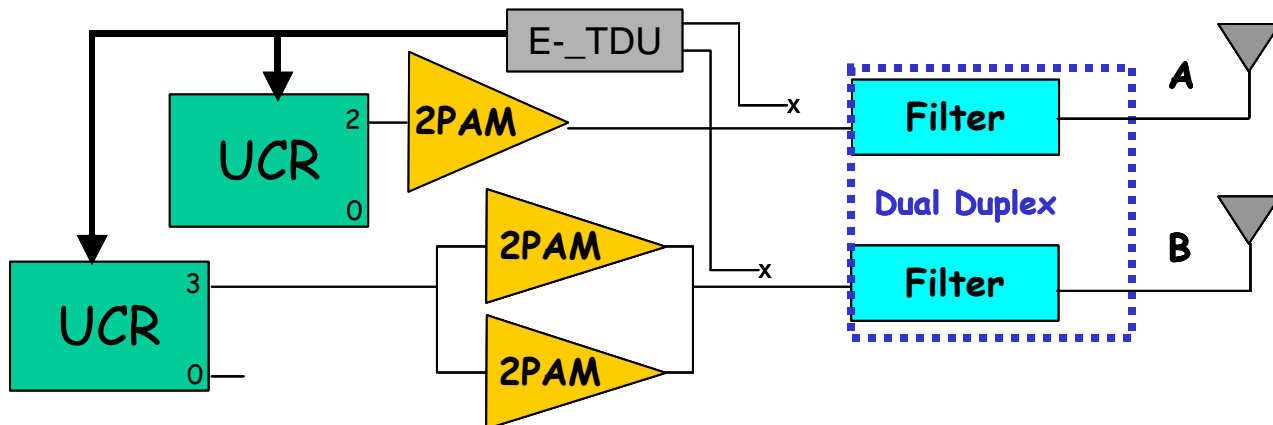 E-_TDU
A
x
2
2PAM
Filter
UCR
0
Dual Duplex
2PAM
B
x
3
Filter
UCR
0
2PAM